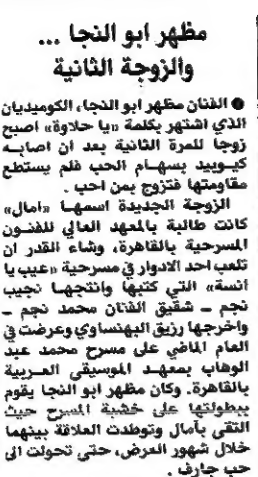 مظهر ابو النجا ...
والزوجة الثانية
● الفنان مظهر ابو النجا، الكوميديان
الذي اشتهر بكلمة «يا حلاوة» اصبح
زوجا للمرة الثانية بعد ان اصابه
كيوبيد بسهام الحب فلم يستطع
مقاومتها فتزوج بمن احب .
الزوجة الجديدة اسمها «امال»
كانت طالبة بالمعهد العالي للفنون
المسرحية بالقاهرة، وشاء القدر ان
تلعب احد الادوار في مسرحية «عيب يا
آنسة» التي كتبها وانتجها نجيب
نجم ــ شقيق الفنان محمد نجم ــ
واخرجها رزيق البهنساوي وعرضت في
العام الماضي على مسرح محمد عبد
الوهاب بمعهد الموسيقى العربية
بالقاهرة. وكان مظهر ابو النجا يقوم
ببطولتها على خشبة المسرح حيث
التقى بآمال وتوطدت العلاقة بينهما
خلال شهور العرض، حتى تحولت الى
حب جارف .